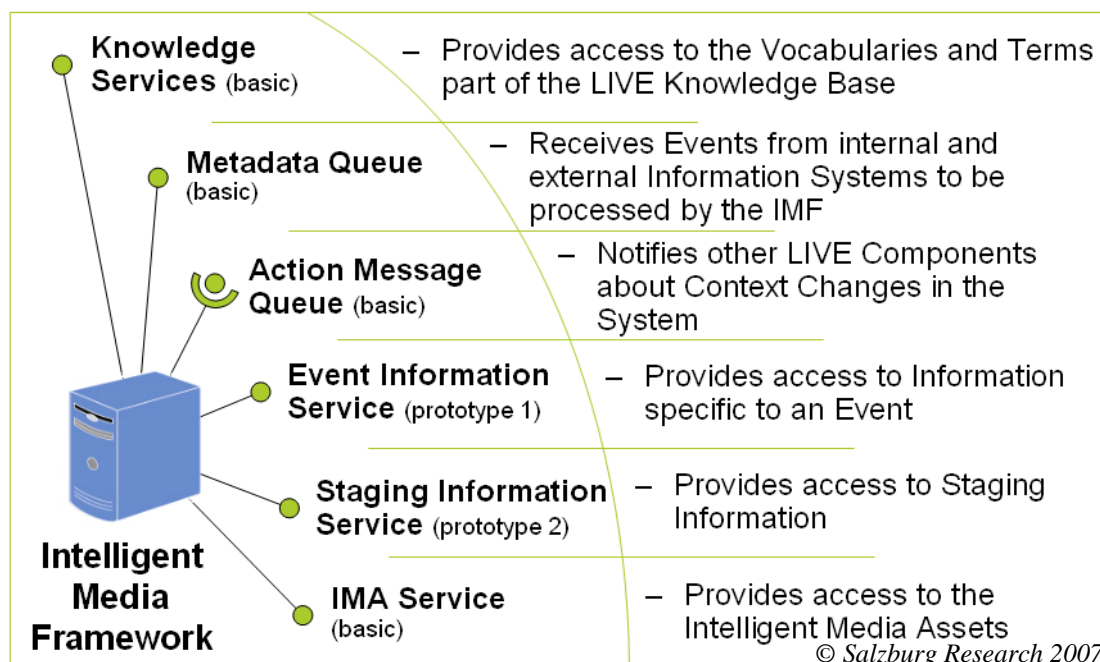 Knowledge
Services (basic)
– Provides access to the Vocabularies and Terms
part of the LIVE Knowledge Base
Metadata Queue
(basic)
– Receives Events from internal and
external Information Systems to be
processed by the IMF
Action Message
Queue (basic)
– Notifies other LIVE Components
about Context Changes in the
System
Event Information
Service (prototype 1)
– Provides access to Information
specific to an Event
Staging Information
Service (prototype 2)
– Provides access to Staging
Information
IMA Service
(basic)
– Provides access to the
Intelligent Media Assets
Intelligent
Media
Framework
© Salzburg Research 2007